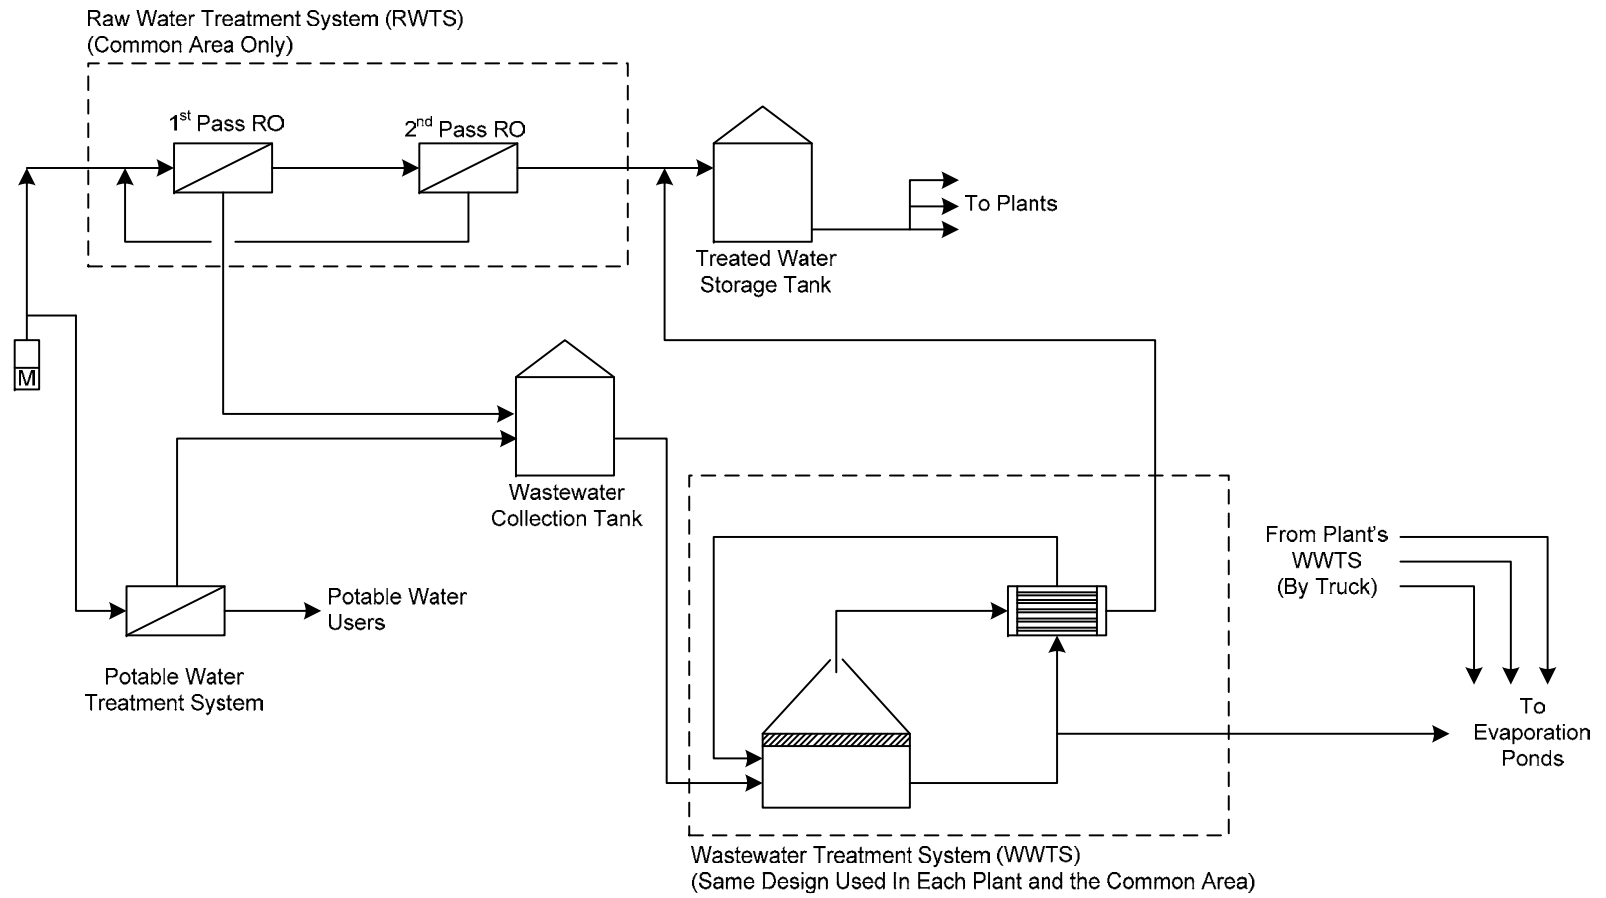 Raw Water Treatment System (RWTS)
(Common Area Only)
1st Pass RO
2nd Pass RO
To Plants
Treated Water
Storage Tank
M
Wastewater
Collection Tank
Potable Water
Users
Potable Water
Treatment System
From Plant's
WWTS
(By Truck)
To
Evaporation
Ponds
Wastewater Treatment System (WWTS)
(Same Design Used In Each Plant and the Common Area)